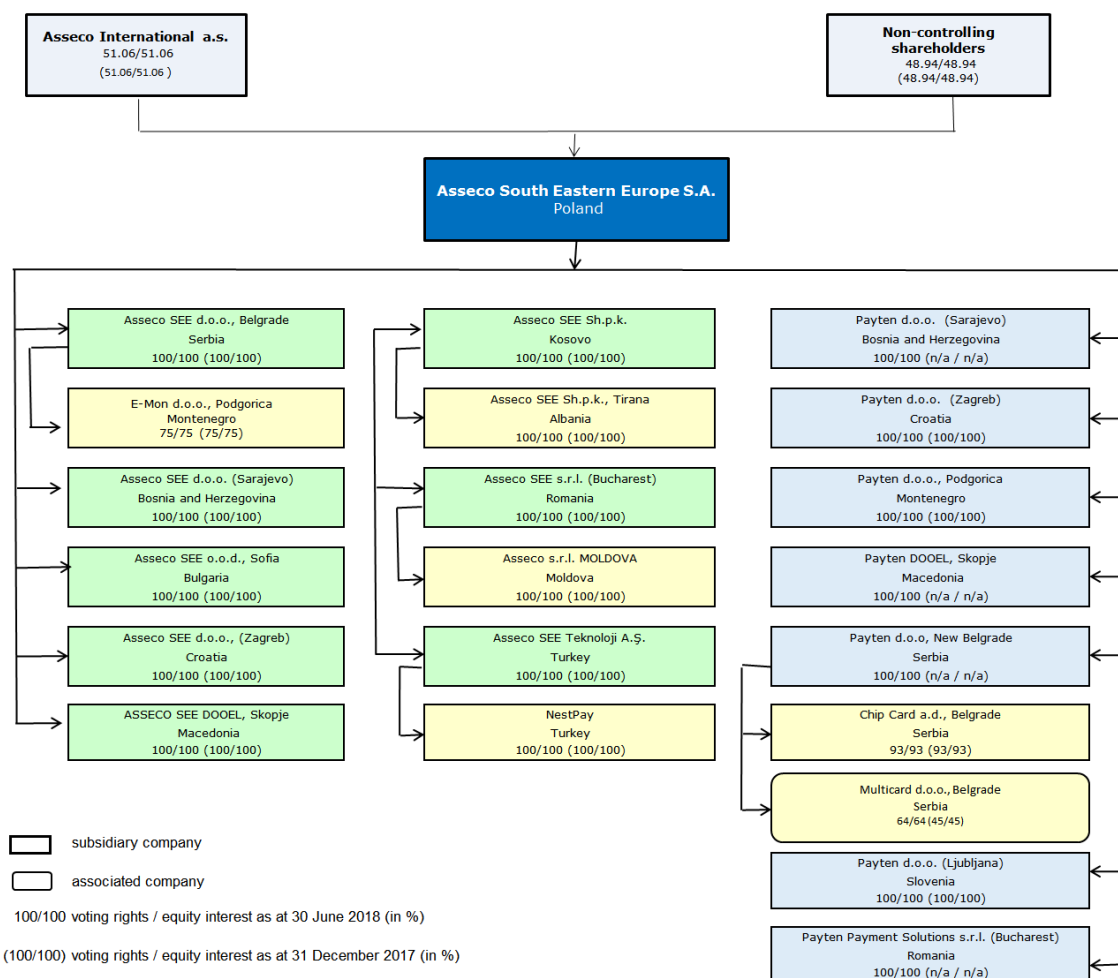 Asseco International a.s.
51.06/51.06
(51.06/51.06 )
Non-controlling
shareholders
48.94/48.94
(48.94/48.94)
Asseco South Eastern Europe S.A.
Poland
Asseco SEE d.o.o., Belgrade
Serbia
100/100 (100/100)
E-Mon d.o.o., Podgorica
Montenegro
75/75 (75/75)
Asseco SEE d.o.o. (Sarajevo)
Bosnia and Herzegovina
100/100 (100/100)
Asseco SEE o.o.d., Sofia
Bulgaria
100/100 (100/100)
Asseco SEE d.o.o., (Zagreb)
Croatia
100/100 (100/100)
ASSECO SEE DOOEL, Skopje
Macedonia
100/100 (100/100)
Asseco SEE Sh.p.k.
Kosovo
100/100 (100/100)
Asseco SEE Sh.p.k., Tirana
Albania
100/100 (100/100)
Asseco SEE s.r.l. (Bucharest)
Romania
100/100 (100/100)
Asseco s.r.l. MOLDOVA
Moldova
100/100 (100/100)
Asseco SEE Teknoloji A.Ş.
Turkey
100/100 (100/100)
NestPay
Turkey
100/100 (100/100)
Payten d.o.o. (Sarajevo)
Bosnia and Herzegovina
100/100 (n/a / n/a)
Payten d.o.o. (Zagreb)
Croatia
100/100 (100/100)
Payten d.o.o., Podgorica
Montenegro
100/100 (100/100)
Payten DOOEL, Skopje
Macedonia
100/100 (n/a / n/a)
Payten d.o.o, New Belgrade
Serbia
100/100 (n/a / n/a)
Chip Card a.d., Belgrade
Serbia
93/93 (93/93)
Multicard d.o.o., Belgrade
Serbia
64/64 (45/45)
Payten d.o.o. (Ljubljana)
Slovenia
100/100 (100/100)
Payten Payment Solutions s.r.l. (Bucharest)
Romania
100/100 (n/a / n/a)
subsidiary company
associated company
100/100 voting rights / equity interest as at 30 June 2018 (in %)
(100/100) voting rights / equity interest as at 31 December 2017 (in %)